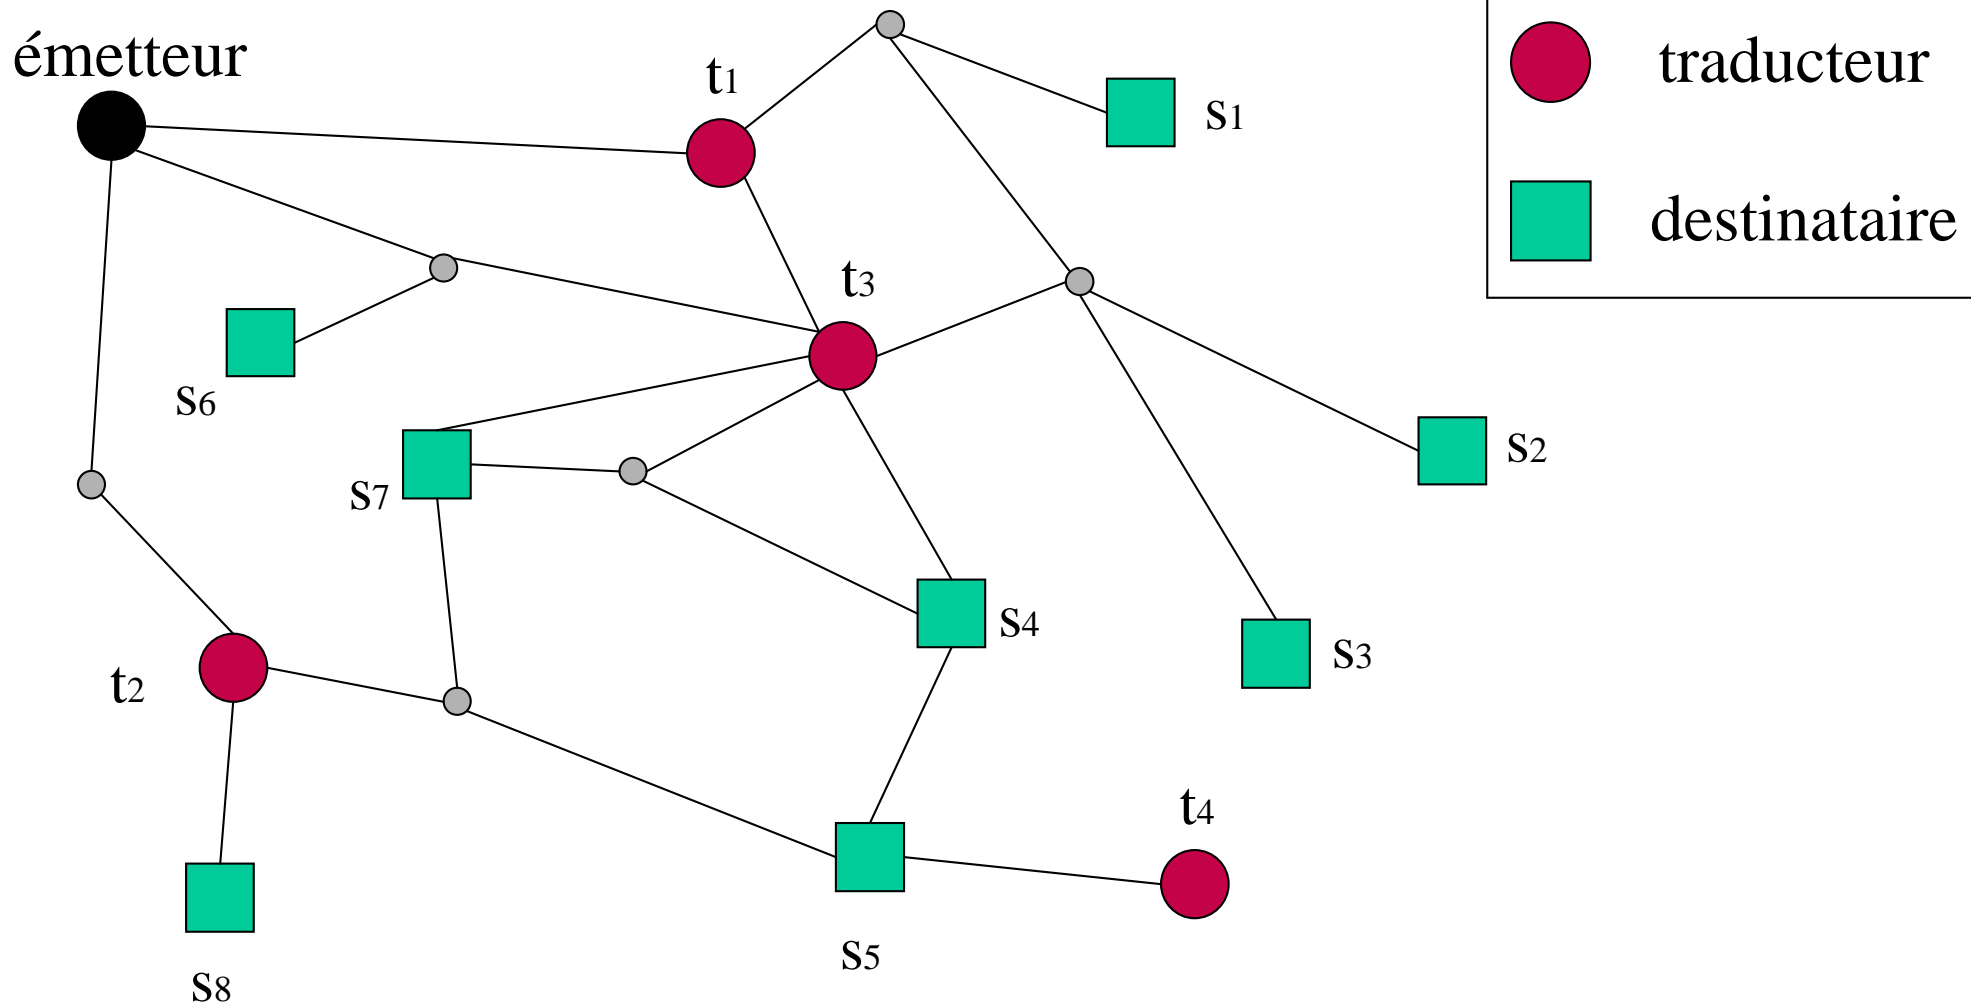 émetteur
t1
s1
traducteur
destinataire
t3
s6
s2
s7
s4
s3
t2
t4
s5
s8